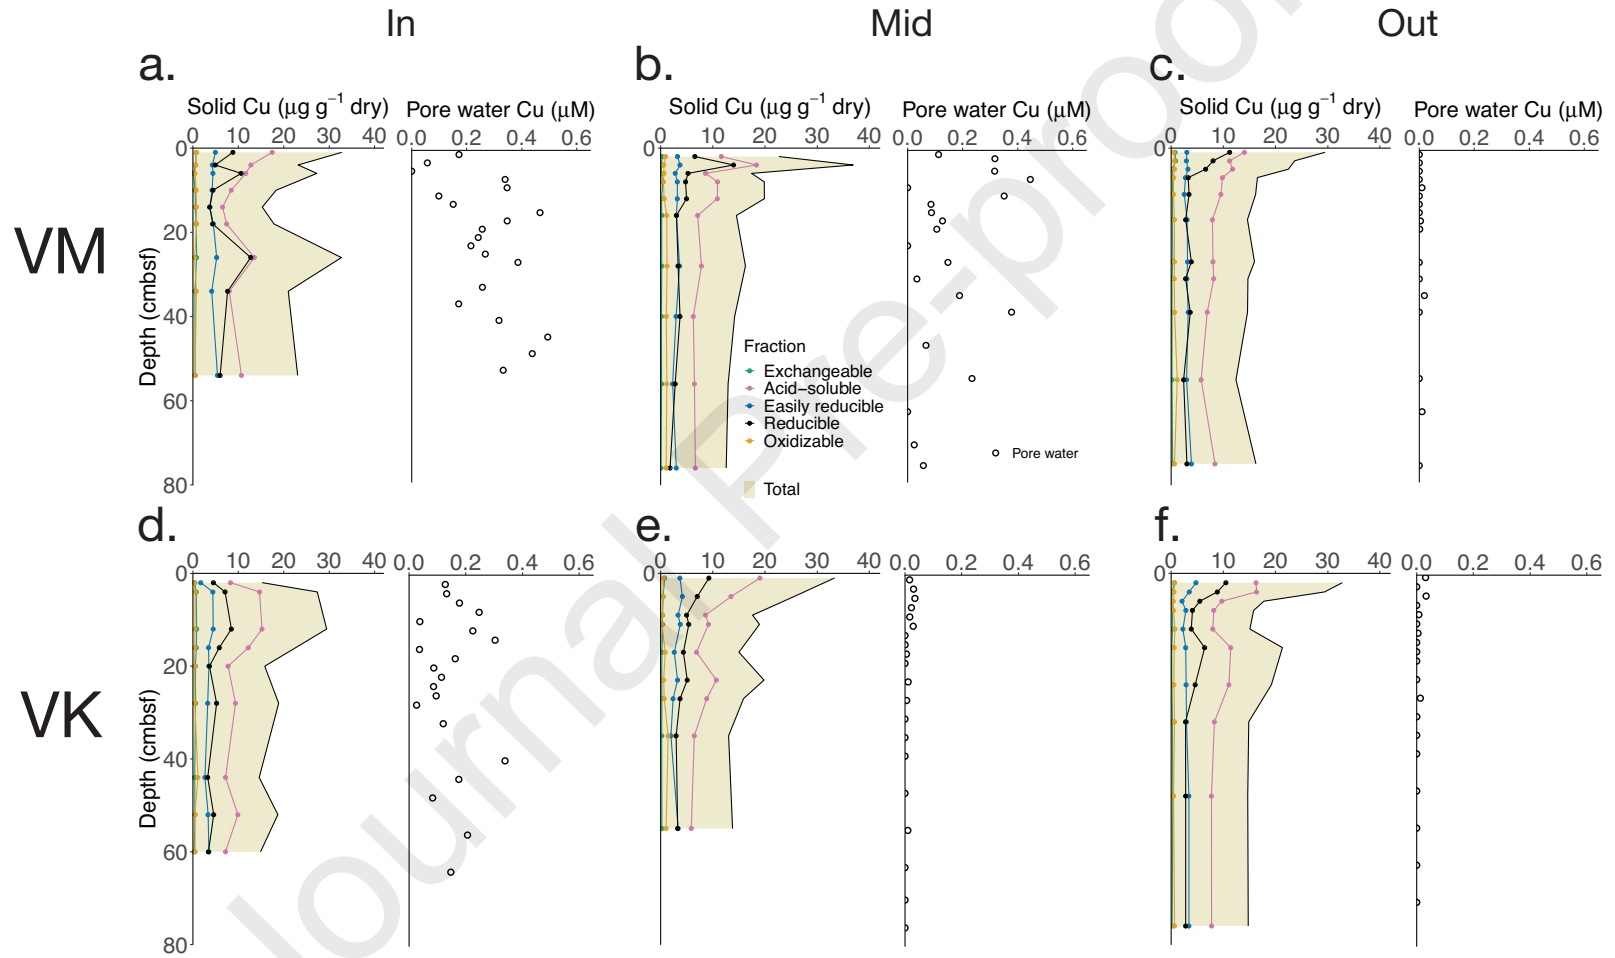 In Mid Out
a. b. c.
Solid Cu (μg g⁻¹ dry) Pore water Cu (μM) Solid Cu (μg g⁻¹ dry) Pore water Cu (μM) Solid Cu (μg g⁻¹ dry) Pore water Cu (μM)
0 10 20 30 40 0.0 0.2 0.4 0.6 0 10 20 30 40 0.0 0.2 0.4 0.6 0 10 20 30 40 0.0 0.2 0.4 0.6
VM
Depth (cmbsf)
0
20
40
60
80
0
0
Fraction
Exchangeable
Acid−soluble
Easily reducible
Reducible
Oxidizable
Total
Pore water
d. e. f.
0 10 20 30 40 0.0 0.2 0.4 0.6 0 10 20 30 40 0.0 0.2 0.4 0.6 0 10 20 30 40 0.0 0.2 0.4 0.6
VK
Depth (cmbsf)
0
20
40
60
80
0
0
Journal Pre-proof